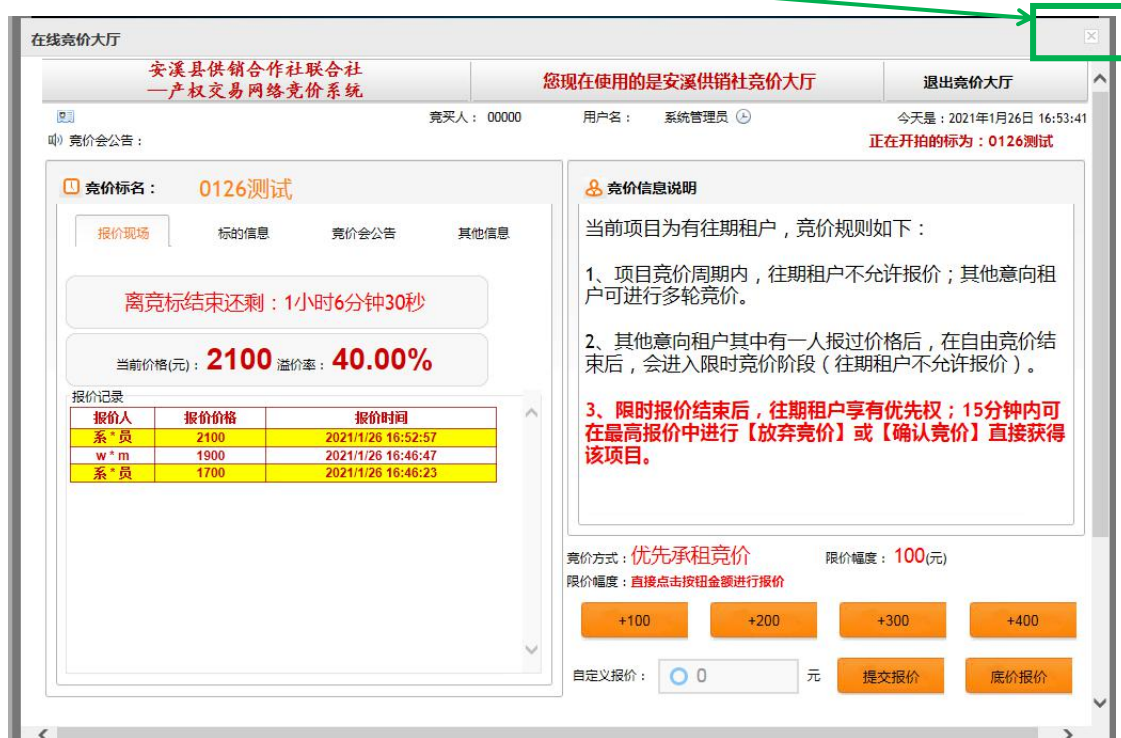 在线竞价大厅
安溪县供销合作社联合社
—产权交易网络竞价系统
您现在使用的是安溪供销社竞价大厅
退出竞价大厅
竞买人： 00000
用户名： 系统管理员
今天是：2021年1月26日 16:53:41
竞价会公告：
正在开拍的标为：0126测试
竞价标名： 0126测试
报价现场 标的信息 竞价会公告 其他信息
离竞标结束还剩：1小时6分钟30秒
当前价格(元)：2100 溢价率：40.00%
报价记录
报价人 报价价格 报价时间
系*员 2100 2021/1/26 16:52:57
w*m 1900 2021/1/26 16:46:47
系*员 1700 2021/1/26 16:46:23
竞价信息说明
当前项目为有往期租户，竞价规则如下：
1、项目竞价周期内，往期租户不允许报价；其他意向租
户可进行多轮竞价。
2、其他意向租户其中有一人报过价格后，在自由竞价结
束后，会进入限时竞价阶段（往期租户不允许报价）。
3、限时报价结束后，往期租户享有优先权；15分钟内可
在最高报价中进行【放弃竞价】或【确认竞价】直接获得
该项目。
竞价方式：优先承租竞价 限价幅度：100(元)
限价幅度：直接点击按钮金额进行报价
+100 +200 +300 +400
自定义报价： 0 元 提交报价 底价报价